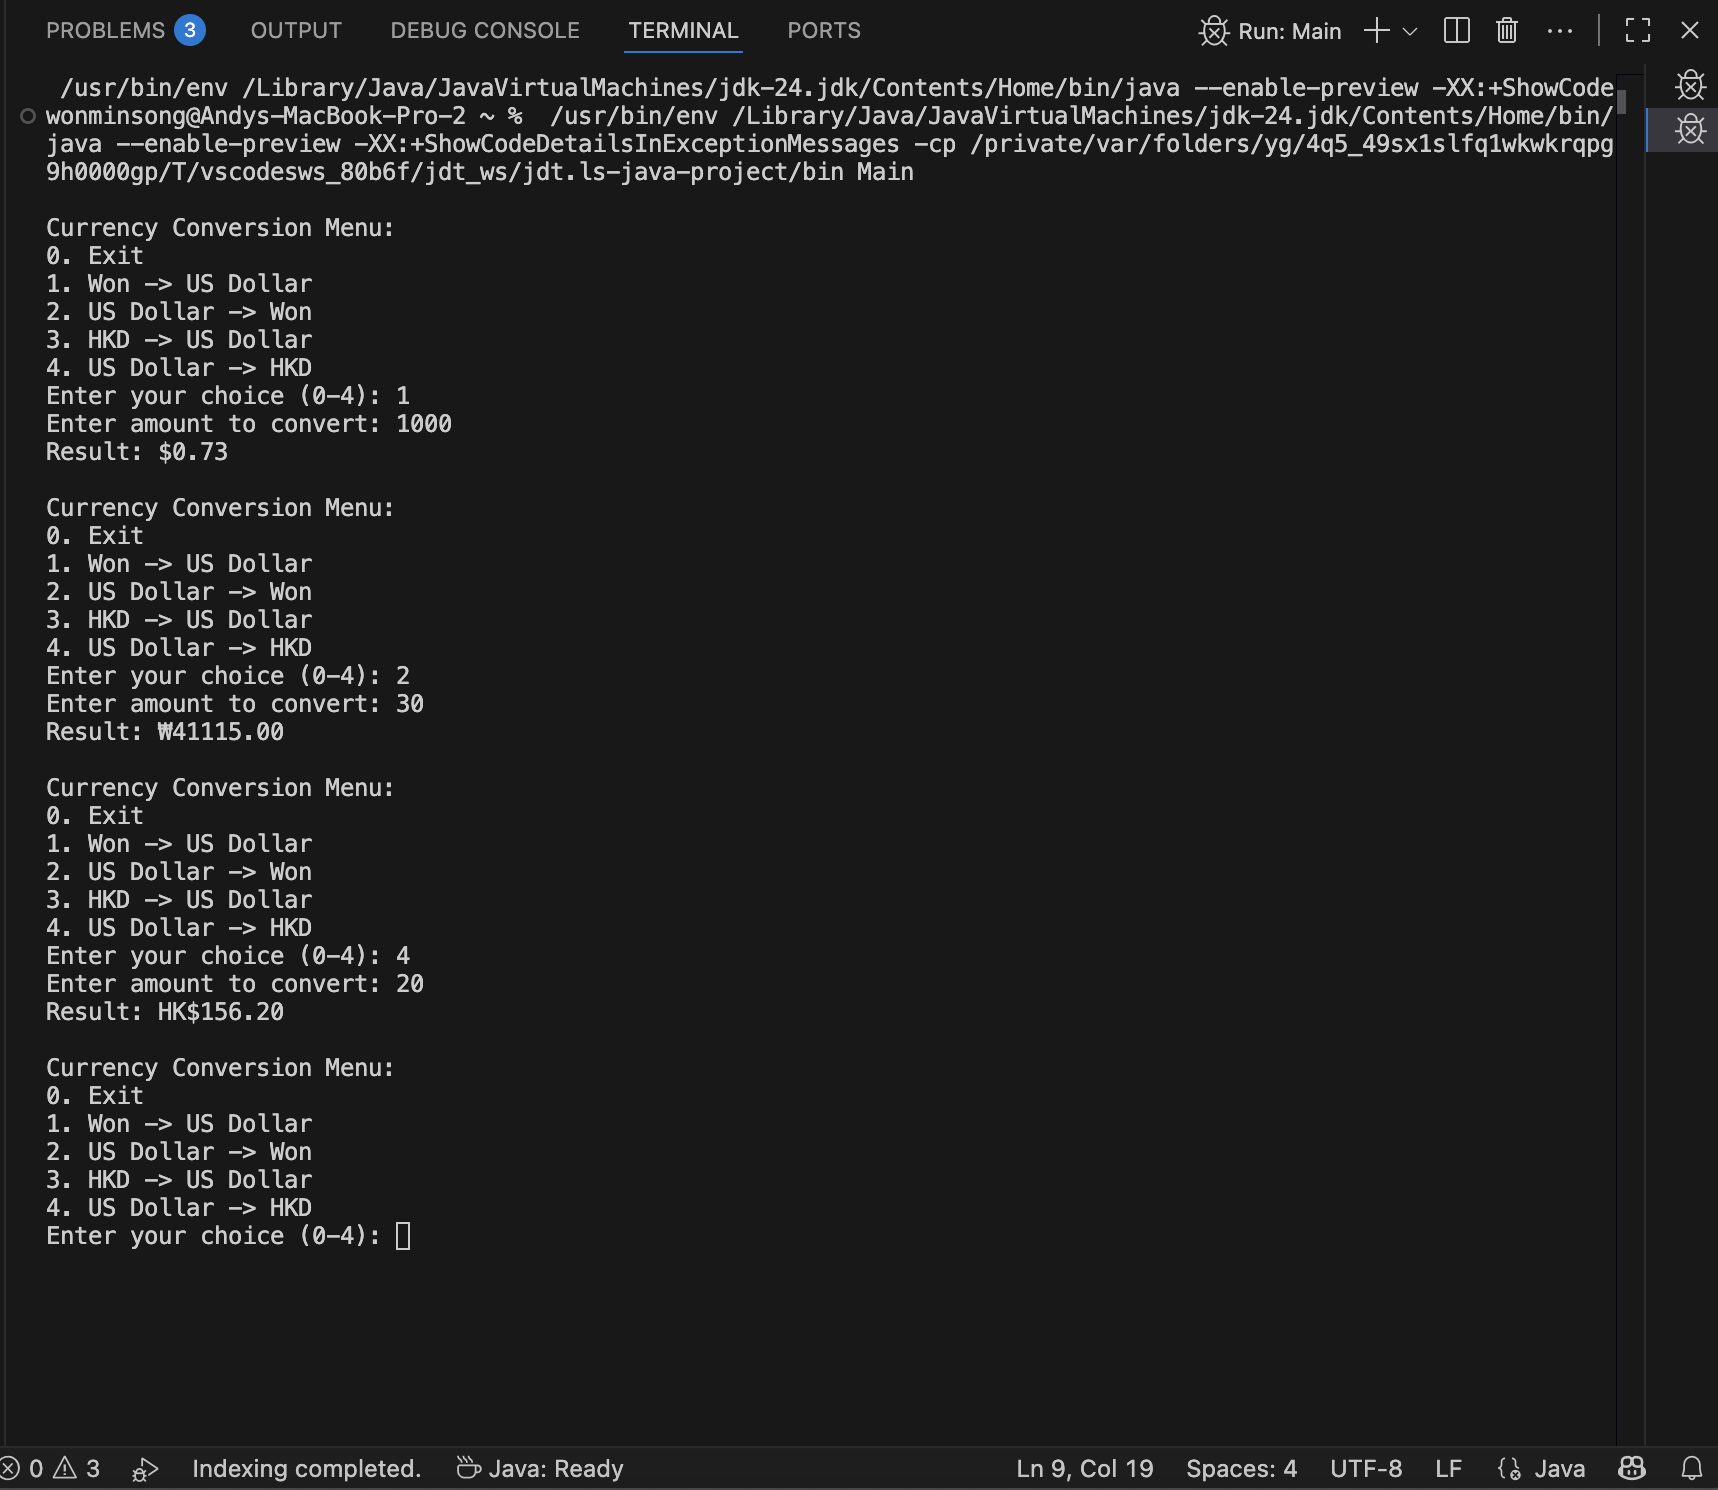 PROBLEMS 3 OUTPUT DEBUG CONSOLE TERMINAL PORTS Run: Main
/usr/bin/env /Library/Java/JavaVirtualMachines/jdk-24.jdk/Contents/Home/bin/java --enable-preview -XX:+ShowCode
wonminsong@Andys-MacBook-Pro-2 ~ % /usr/bin/env /Library/Java/JavaVirtualMachines/jdk-24.jdk/Contents/Home/bin/
java --enable-preview -XX:+ShowCodeDetailsInExceptionMessages -cp /private/var/folders/yg/4q5_49sx1slfq1wkwkrqpg
9h0000gp/T/vscodesws_80b6f/jdt_ws/jdt.ls-java-project/bin Main
Currency Conversion Menu:
0. Exit
1. Won -> US Dollar
2. US Dollar -> Won
3. HKD -> US Dollar
4. US Dollar -> HKD
Enter your choice (0-4): 1
Enter amount to convert: 1000
Result: $0.73
Currency Conversion Menu:
0. Exit
1. Won -> US Dollar
2. US Dollar -> Won
3. HKD -> US Dollar
4. US Dollar -> HKD
Enter your choice (0-4): 2
Enter amount to convert: 30
Result: ₩41115.00
Currency Conversion Menu:
0. Exit
1. Won -> US Dollar
2. US Dollar -> Won
3. HKD -> US Dollar
4. US Dollar -> HKD
Enter your choice (0-4): 4
Enter amount to convert: 20
Result: HK$156.20
Currency Conversion Menu:
0. Exit
1. Won -> US Dollar
2. US Dollar -> Won
3. HKD -> US Dollar
4. US Dollar -> HKD
Enter your choice (0-4):
0 3 Indexing completed. Java: Ready Ln 9, Col 19 Spaces: 4 UTF-8 LF Java